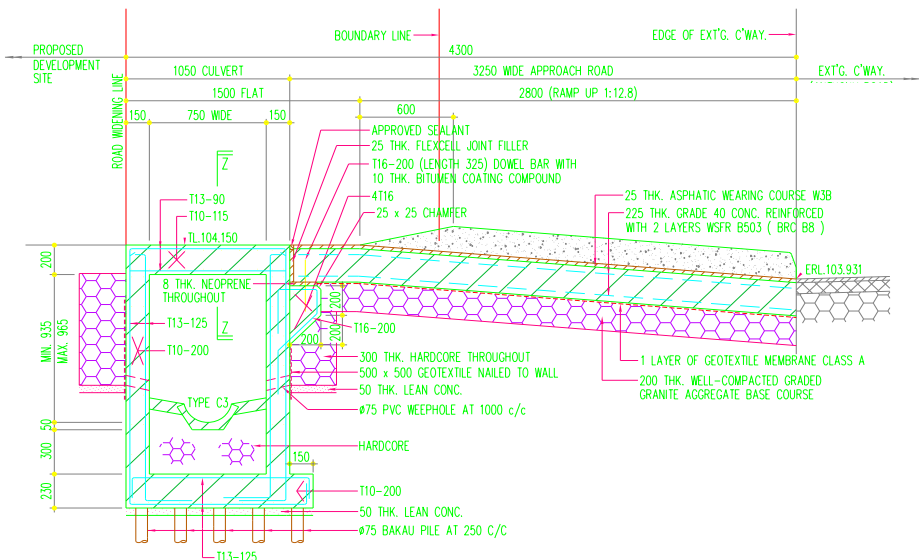 BOUNDARY LINE
EDGE OF EXT'G. C'WAY.
PROPOSED
DEVELOPMENT
SITE
4300
1050 CULVERT
3250 WIDE APPROACH ROAD
EXT'G. C'WAY.
1500 FLAT
2800 (RAMP UP 1:12.8)
150
750 WIDE
150
600
ROAD WIDENING LINE
APPROVED SEALANT
25 THK. FLEXCELL JOINT FILLER
T16-200 (LENGTH 325) DOWEL BAR WITH
10 THK. BITUMEN COATING COMPOUND
Z
4T16
25 x 25 CHAMFER
T13-90
T10-115
TL.104.150
25 THK. ASPHATIC WEARING COURSE W3B
225 THK. GRADE 40 CONC. REINFORCED
WITH 2 LAYERS WSFR B503 ( BRC B8 )
200
ERL.103.931
8 THK. NEOPRENE
THROUGHOUT
200
T13-125
Z
T16-200
200
200
MIN. 935
MAX. 965
T10-200
300 THK. HARDCORE THROUGHOUT
500 x 500 GEOTEXTILE NAILED TO WALL
50 THK. LEAN CONC.
Ø75 PVC WEEPHOLE AT 1000 c/c
1 LAYER OF GEOTEXTILE MEMBRANE CLASS A
200 THK. WELL-COMPACTED GRADED
GRANITE AGGREGATE BASE COURSE
TYPE C3
50
300
HARDCORE
150
230
T10-200
50 THK. LEAN CONC.
Ø75 BAKAU PILE AT 250 C/C
T13-125